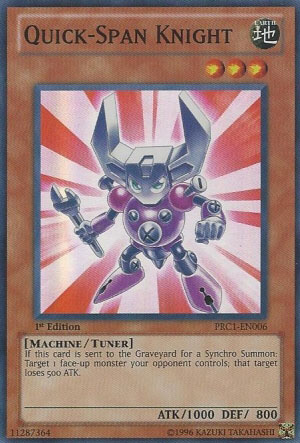 QUICK-SPAN KNIGHT
EARTH
地
1st Edition
PRC1-EN006
[MACHINE/TUNER]
If this card is sent to the Graveyard for a Synchro Summon:
Target 1 face-up monster your opponent controls; that target
loses 500 ATK.
ATK/1000 DEF/ 800
11287364
©1996 KAZUKI TAKAHASHI